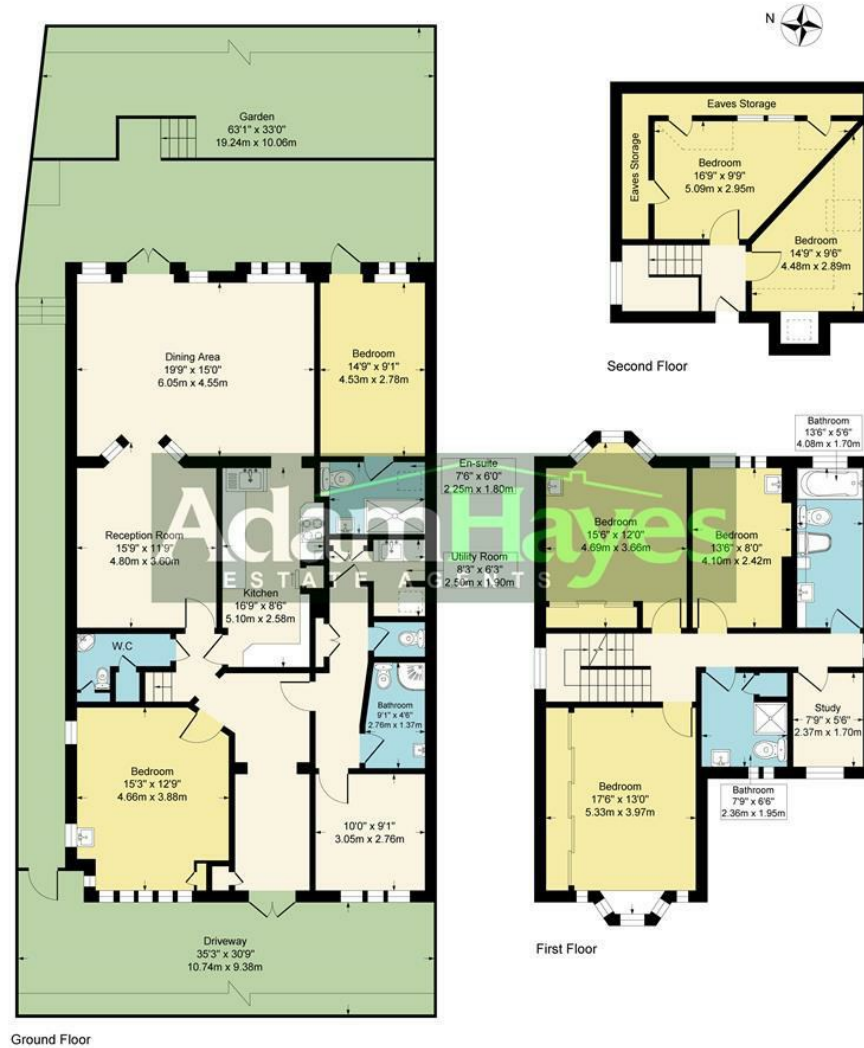 N
Garden
63'1" x 33'0"
19.24m x 10.06m
Eaves Storage
Eaves Storage
Bedroom
16'9" x 9'9"
5.09m x 2.95m
Bedroom
14'9" x 9'6"
4.48m x 2.89m
Second Floor
Dining Area
19'9" x 15'0"
6.05m x 4.55m
Bedroom
14'9" x 9'1"
4.53m x 2.78m
En-suite
7'6" x 6'0"
2.25m x 1.80m
Reception Room
15'9" x 11'9"
4.80m x 3.60m
Kitchen
16'9" x 8'6"
5.10m x 2.58m
Utility Room
8'3" x 6'3"
2.50m x 1.90m
AdamHayes
ESTATE AGENTS
W.C
Bathroom
9'1" x 4'6"
2.76m x 1.37m
Bedroom
15'3" x 12'9"
4.66m x 3.88m
10'0" x 9'1"
3.05m x 2.76m
Driveway
35'3" x 30'9"
10.74m x 9.38m
Ground Floor
Bathroom
13'6" x 5'6"
4.08m x 1.70m
Bedroom
15'6" x 12'0"
4.69m x 3.66m
Bedroom
13'6" x 8'0"
4.10m x 2.42m
Study
7'9" x 5'6"
2.37m x 1.70m
Bedroom
17'6" x 13'0"
5.33m x 3.97m
Bathroom
7'9" x 6'6"
2.36m x 1.95m
First Floor